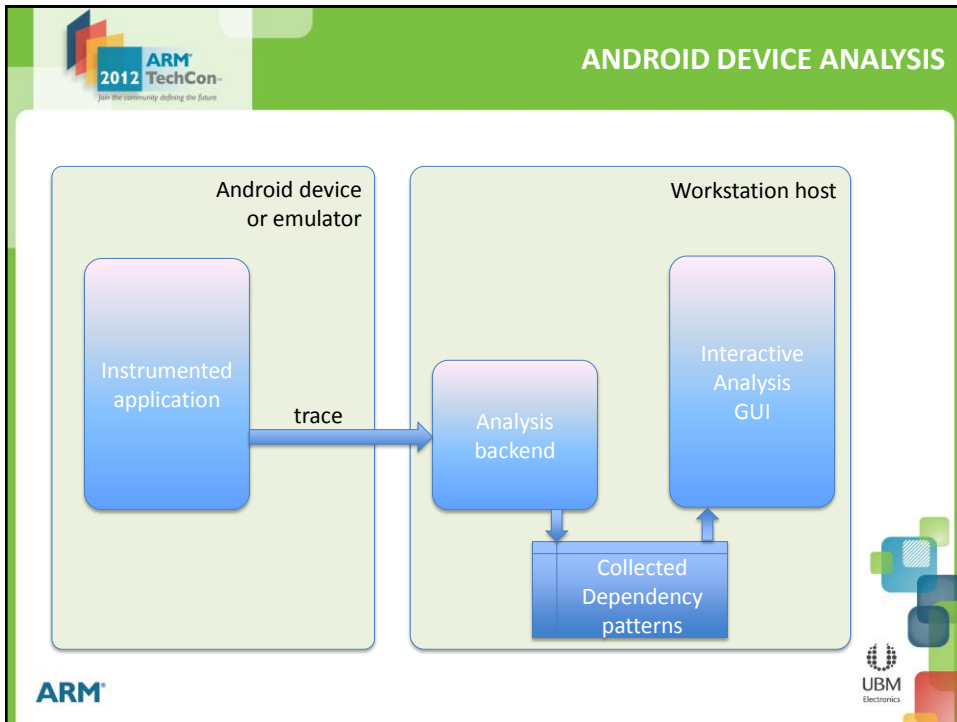 ARM®
2012 TechCon™
Join the community defining the future
ANDROID DEVICE ANALYSIS
Android device
or emulator
Workstation host
Instrumented
application
trace
Analysis
backend
Interactive
Analysis
GUI
Collected
Dependency
patterns
ARM®
UBM
Electronics